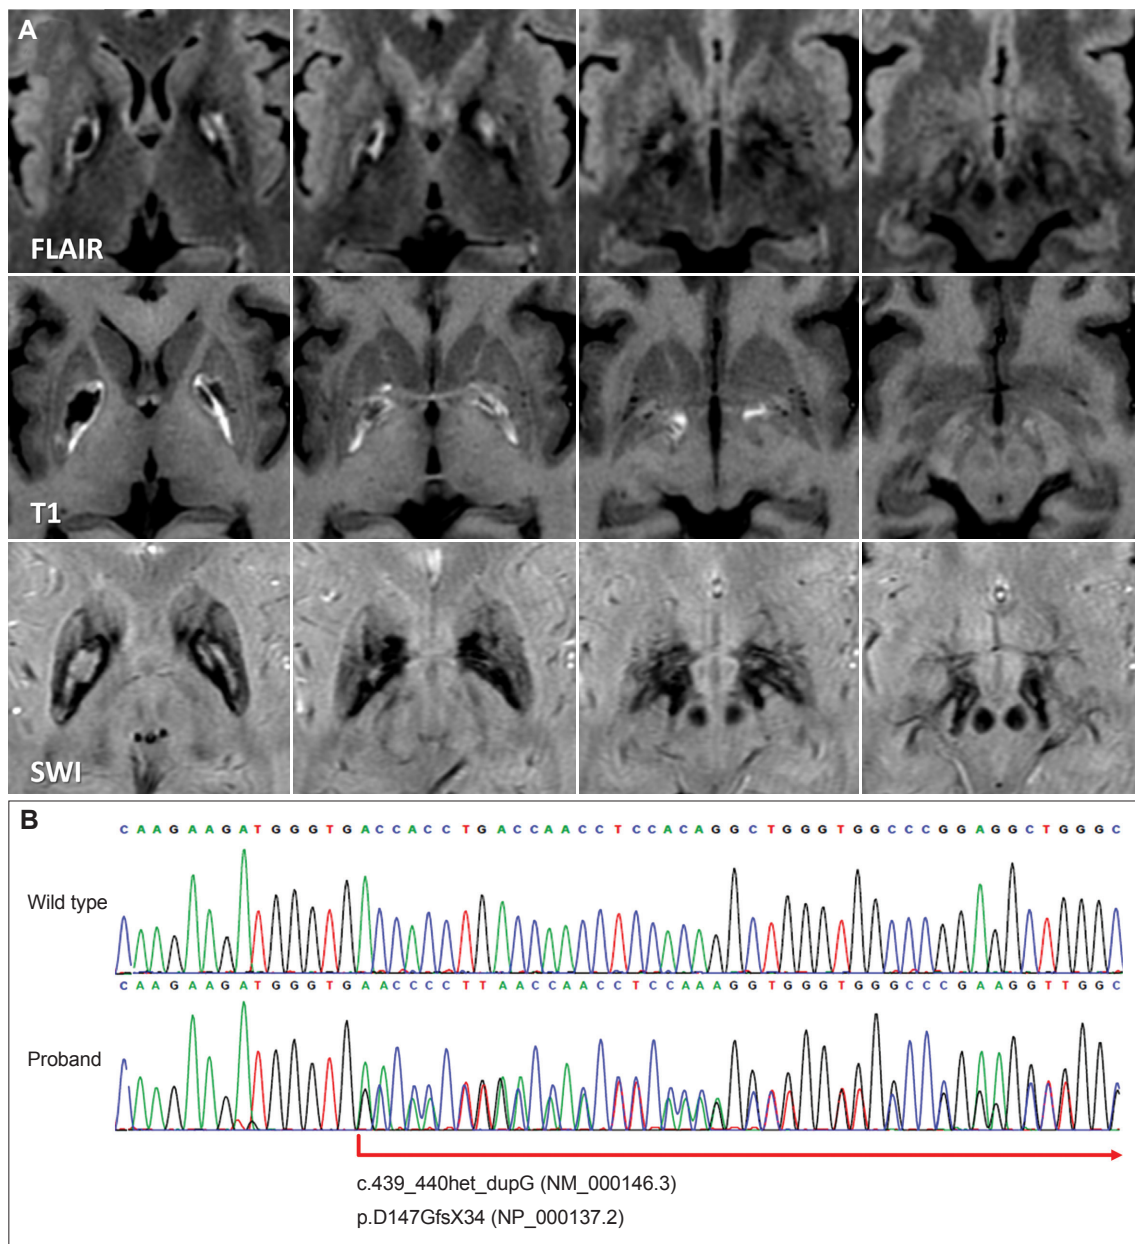 A
FLAIR
T1
SWI
B
C A A G A A G A T G G G T G A C C A C C T G A C C A A C C T C C A C A G G C T G G G T G G C C C G G A G G C T G G G C
Wild type
C A A G A A G A T G G G T G A A C C C C T T A A C C A A C C T C C A A A G G T G G G T G G G C C C G A A G G T T G G C
Proband
c.439_440het_dupG (NM_000146.3)
p.D147GfsX34 (NP_000137.2)